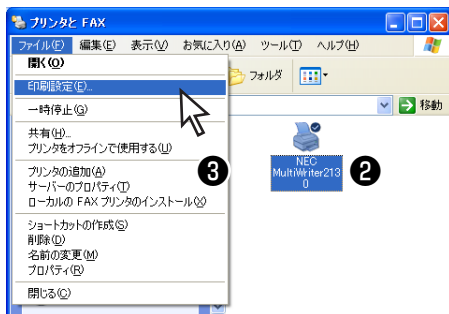 プリンタと FAX
ファイル(F) 編集(E) 表示(V) お気に入り(A) ツール(T) ヘルプ(H)
開く(O)
印刷設定(E)...
フォルダ
一時停止(G)
移動
共有(H)...
プリンタをオフラインで使用する(U)
プリンタの追加(A)
サーバーのプロパティ(T)
ローカルの FAX プリンタのインストール(X)
ショートカットの作成(S)
削除(D)
名前の変更(M)
プロパティ(R)
閉じる(C)
❸
NEC
MultiWriter213
0
❷